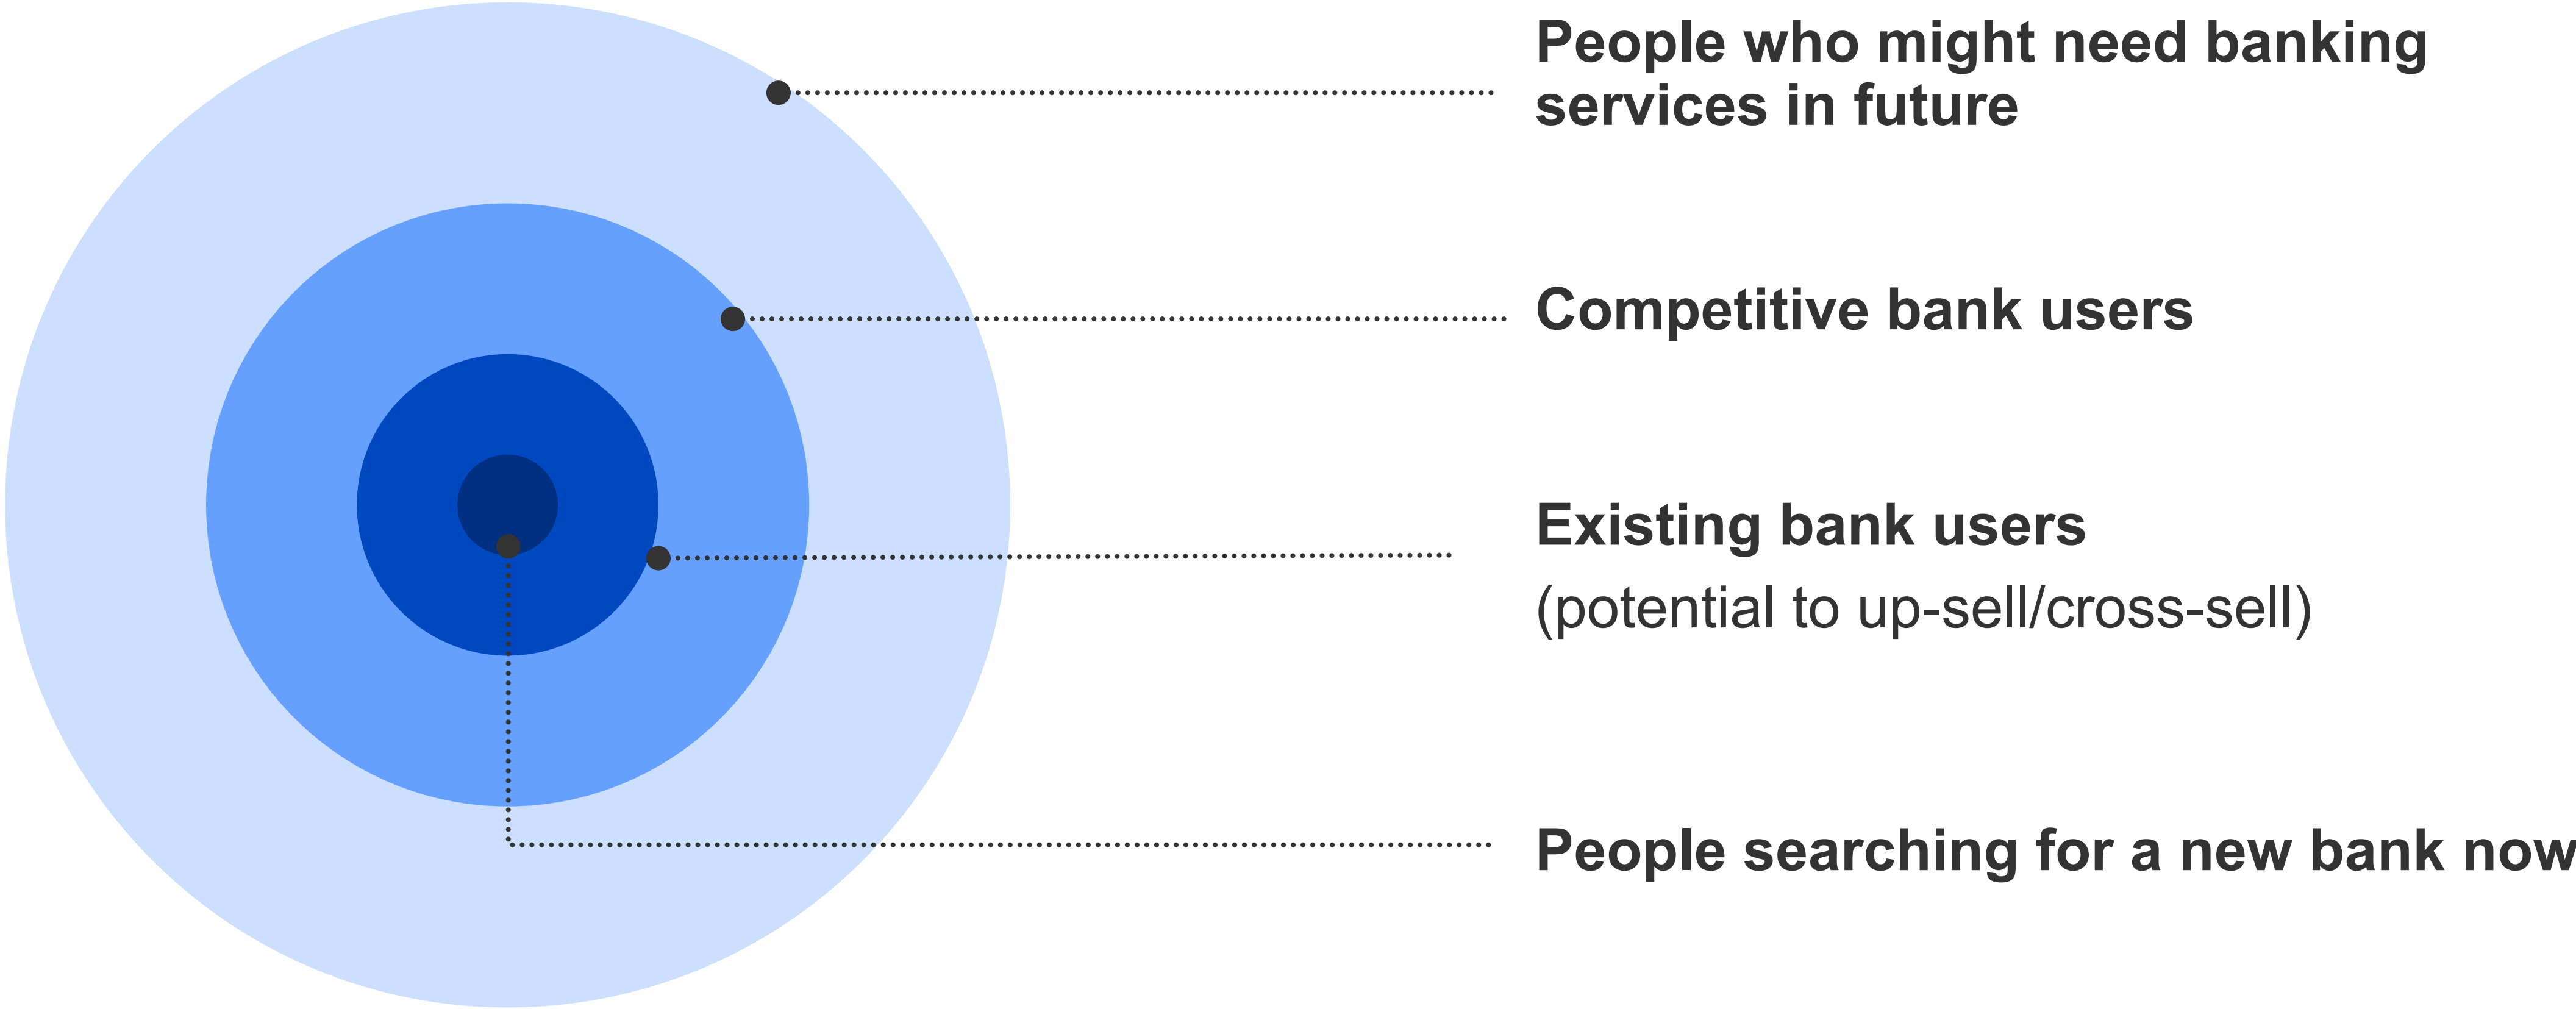 People who might need banking
services in future
Competitive bank users
Existing bank users
(potential to up-sell/cross-sell)
People searching for a new bank now